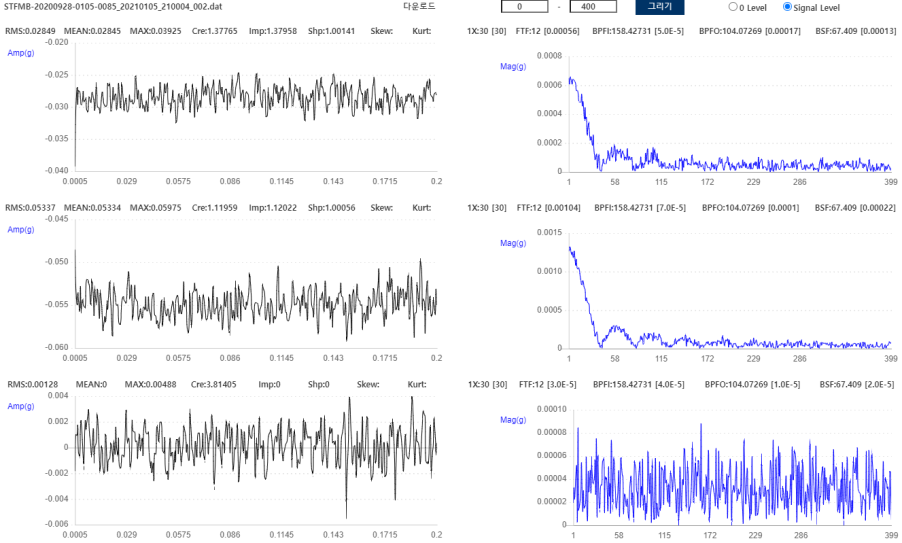 STFMB-20200928-0105-0085_20210105_210004_002.dat 다운로드 0 - 400 그리기 0 Level Signal Level
RMS:0.02849 MEAN:0.02845 MAX:0.03925 Cre:1.37765 Imp:1.37958 Shp:1.00141 Skew: Kurt:
-0.020
Amp(g)
-0.025
-0.030
-0.035
-0.040
0.0005 0.029 0.0575 0.086 0.1145 0.143 0.1715 0.2
1X:30 [30] FTF:12 [0.00056] BPFI:158.42731 [5.0E-5] BPFO:104.07269 [0.00017] BSF:67.409 [0.00013]
0.0008
Mag(g)
0.0006
0.0004
0.0002
0
1 58 115 172 229 286 399
RMS:0.05337 MEAN:0.05334 MAX:0.05975 Cre:1.11959 Imp:1.12022 Shp:1.00056 Skew: Kurt:
-0.045
Amp(g)
-0.050
-0.055
-0.060
0.0005 0.029 0.0575 0.086 0.1145 0.143 0.1715 0.2
1X:30 [30] FTF:12 [0.00104] BPFI:158.42731 [7.0E-5] BPFO:104.07269 [0.0001] BSF:67.409 [0.00022]
0.0015
Mag(g)
0.0010
0.0005
0
1 58 115 172 229 286 399
RMS:0.00128 MEAN:0 MAX:0.00488 Cre:3.81405 Imp:0 Shp:0 Skew: Kurt:
0.004
Amp(g)
0.002
0
-0.002
-0.004
-0.006
0.0005 0.029 0.0575 0.086 0.1145 0.143 0.1715 0.2
1X:30 [30] FTF:12 [3.0E-5] BPFI:158.42731 [4.0E-5] BPFO:104.07269 [1.0E-5] BSF:67.409 [2.0E-5]
0.00010
Mag(g)
0.00008
0.00006
0.00004
0.00002
0
1 58 115 172 229 286 399